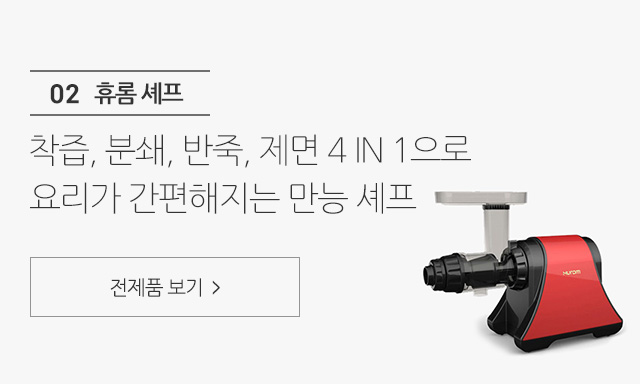 02 휴롬 셰프
착즙, 분쇄, 반죽, 제면 4 IN 1으로
요리가 간편해지는 만능 셰프
전제품 보기 >
Hurom